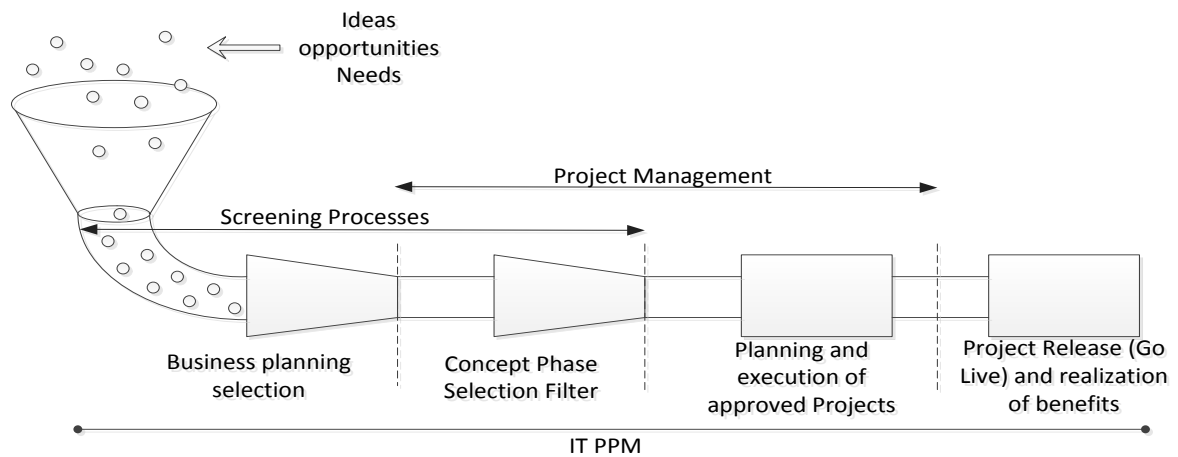 Ideas
opportunities
Needs
Project Management
Screening Processes
Business planning
selection
Concept Phase
Selection Filter
Planning and
execution of
approved Projects
Project Release (Go
Live) and realization
of benefits
IT PPM